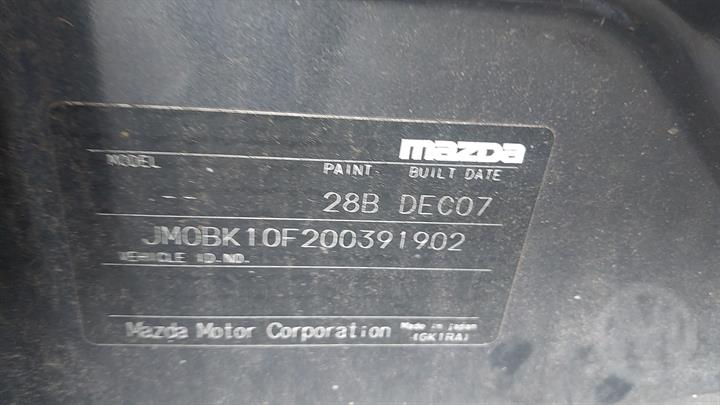 mazda
MODEL PAINT BUILT DATE
--- 28B DEC07
JM0BK10F200391902
VEHICLE ID.NO.
Mazda Motor Corporation Made in Japan
(GK1RA)